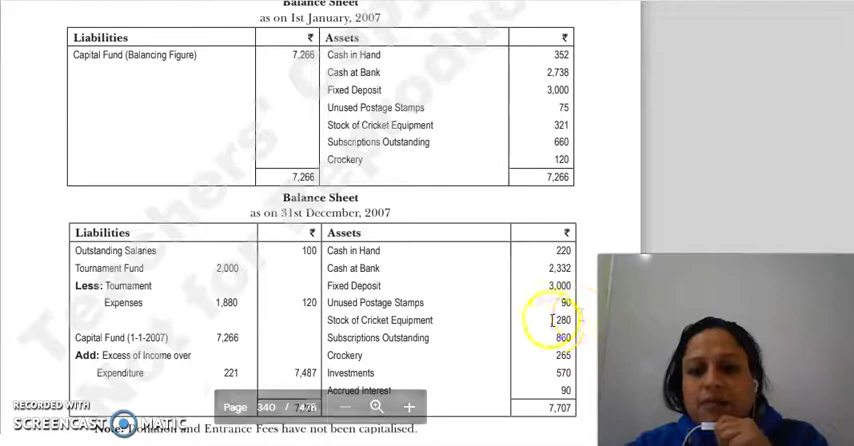 Balance Sheet
as on 1st January, 2007
Liabilities ₹ Assets ₹
Capital Fund (Balancing Figure) 7,266 Cash in Hand 352
Cash at Bank 2,738
Fixed Deposit 3,000
Unused Postage Stamps 75
Stock of Cricket Equipment 321
Subscriptions Outstanding 660
Crockery 120
7,266 7,266
Balance Sheet
as on 31st December, 2007
Liabilities ₹ Assets ₹
Outstanding Salaries 100 Cash in Hand 220
Tournament Fund 2,000 Cash at Bank 2,332
Less: Tournament Fixed Deposit 3,000
Expenses 1,880 120 Unused Postage Stamps 90
Stock of Cricket Equipment 280
Capital Fund (1-1-2007) 7,266 Subscriptions Outstanding 860
Add: Excess of Income over Crockery 265
Expenditure 221 7,487 Investments 570
Accrued Interest 90
7,707
Note: Donation and Entrance Fees have not been capitalised.
Page 340 /
RECORDED WITH
SCREENCAST MATIC
Teachers' Copy
Not